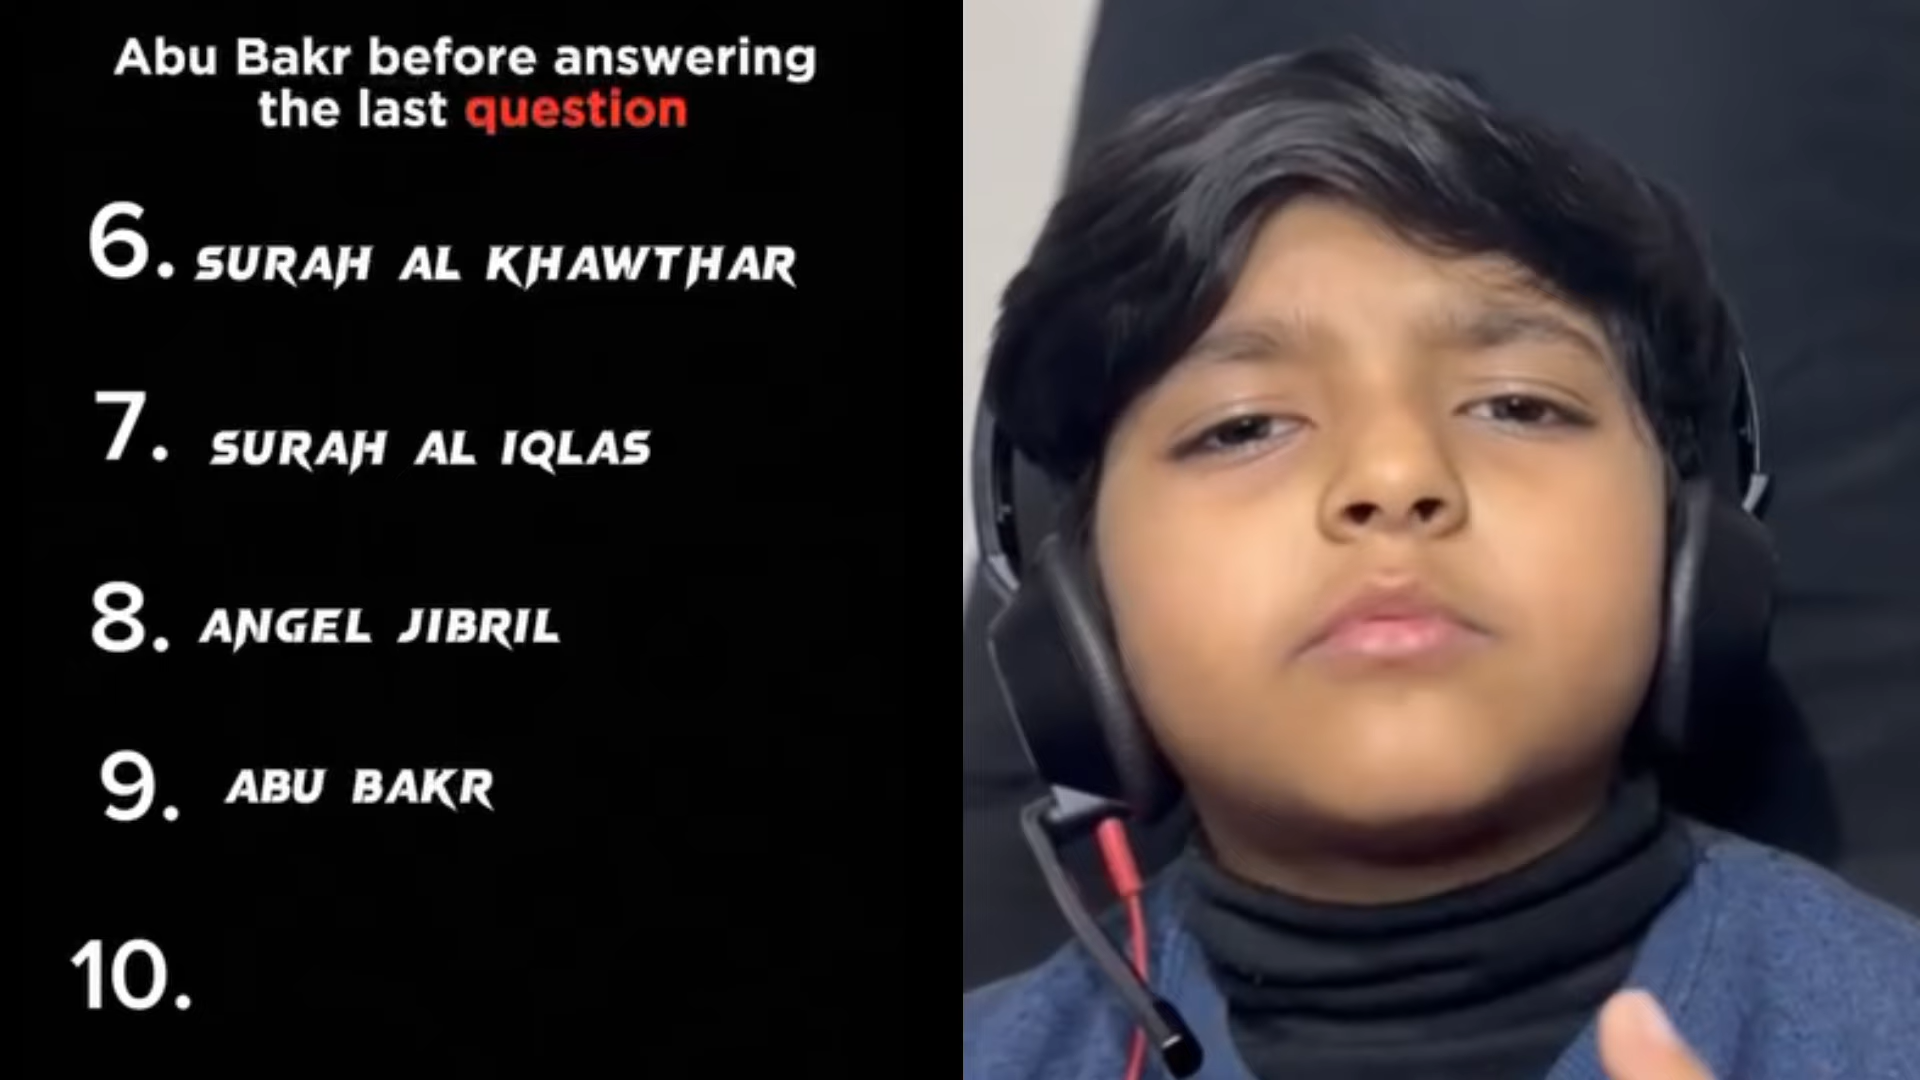 Abu Bakr before answering
the last question
6. SURAH AL KHAWTHAR
7. SURAH AL IQLAS
8. ANGEL JIBRIL
9. ABU BAKR
10.